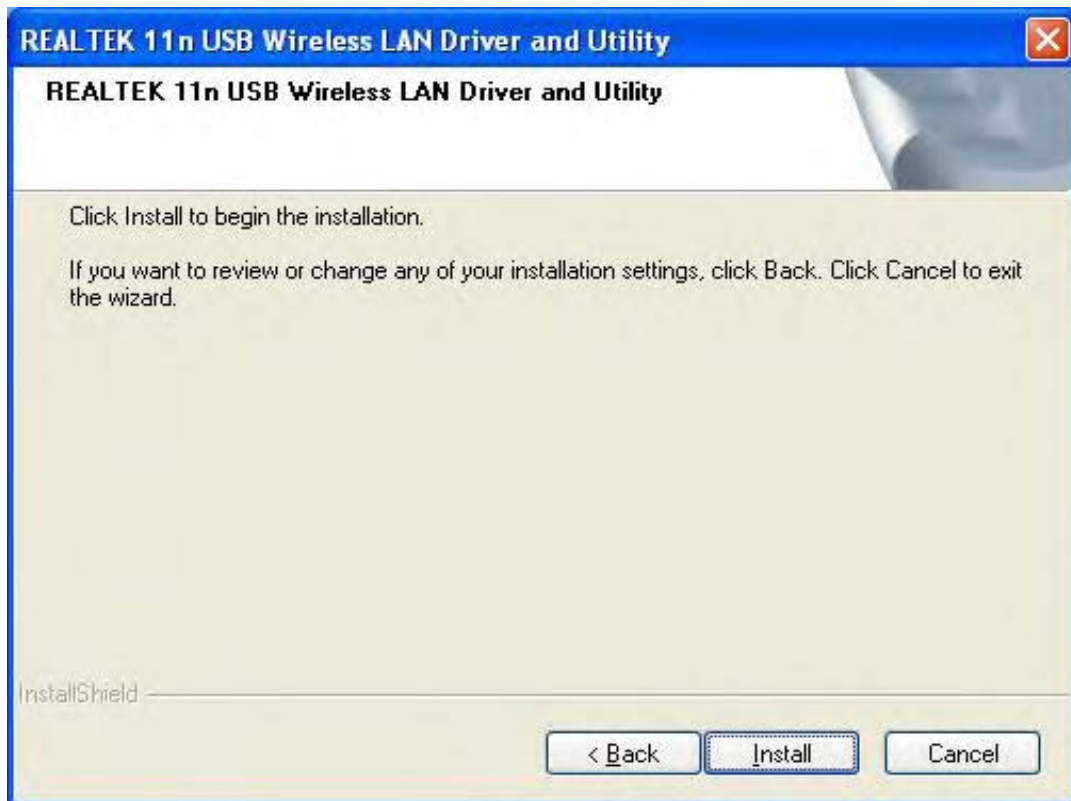 REALTEK 11n USB Wireless LAN Driver and Utility
REALTEK 11n USB Wireless LAN Driver and Utility
Click Install to begin the installation.
If you want to review or change any of your installation settings, click Back. Click Cancel to exit
the wizard.
InstallShield
< Back
Install
Cancel